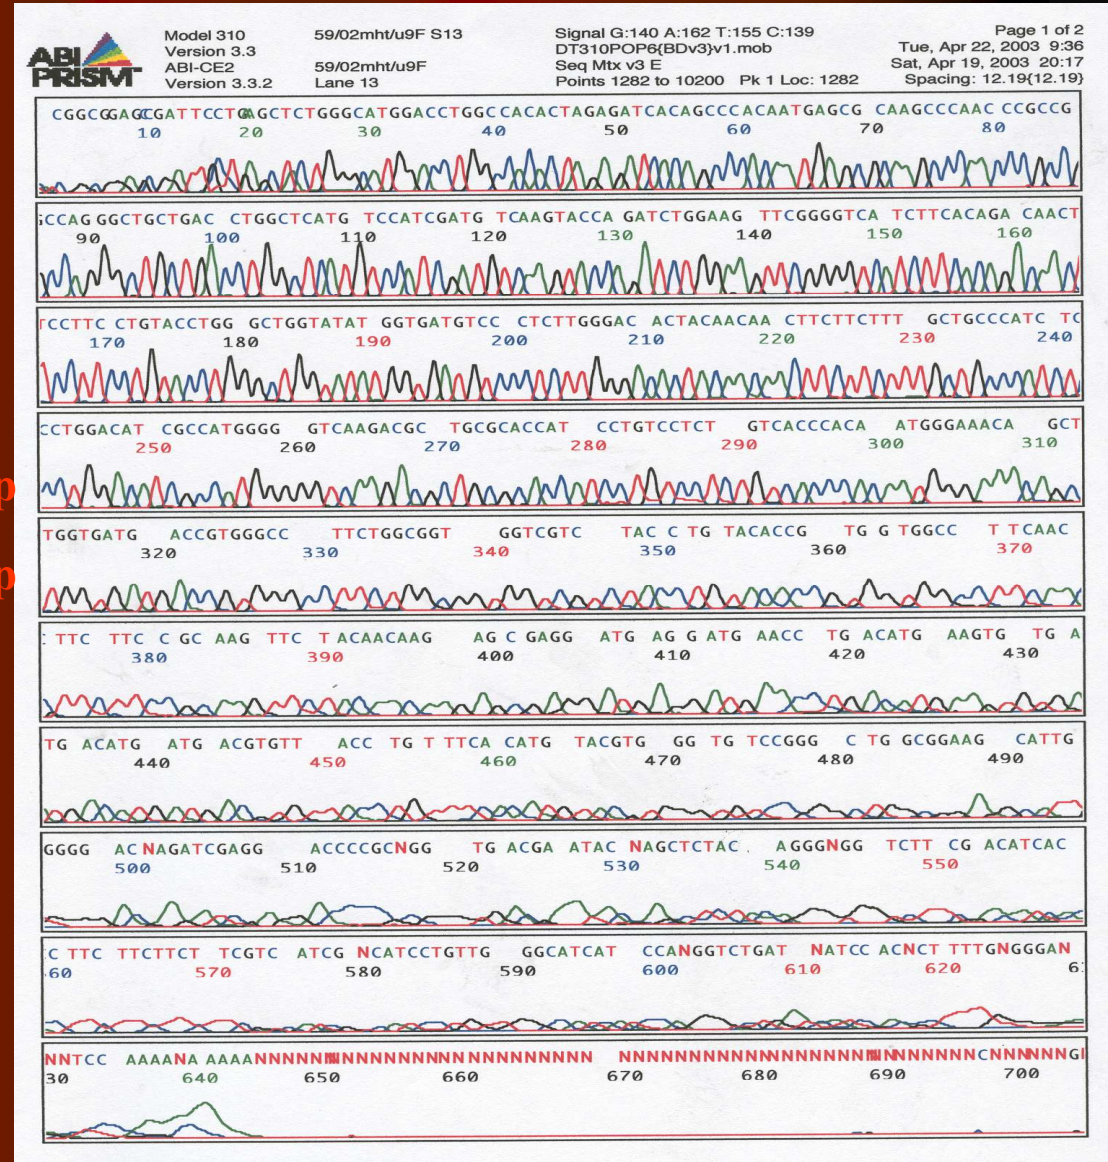 ABI
PRISM
Model 310
Version 3.3
ABI-CE2
Version 3.3.2
59/02mht/u9F S13
59/02mht/u9F
Lane 13
Signal G:140 A:162 T:155 C:139
DT310POP6{BDv3}v1.mob
Seq Mtx v3 E
Points 1282 to 10200 Pk 1 Loc: 1282
Page 1 of 2
Tue, Apr 22, 2003 9:36
Sat, Apr 19, 2003 20:17
Spacing: 12.19{12.19}
CGGCGGAGCGATTCCTGAGCTCTGGGCATGGACCTGGCCACACTAGAGATCACAGCCCACAATGAGCG CAAGCCCAAC CCGCCG
10 20 30 40 50 60 70 80
CCAG GGCTGCTGAC CTGGCTCATG TCCATCGATG TCAAGTACCA GATCTGGAAG TTCGGGGTCA TCTTCACAGA CAACT
90 100 110 120 130 140 150 160
TCCTTC CTGTACCTGG GCTGGTATAT GGTGATGTCC CTCTTGGGAC ACTACAACAA CTTCTTCTTT GCTGCCCATC TC
170 180 190 200 210 220 230 240
CCTGGACAT CGCCATGGGG GTCAAGACGC TGCGCACCAT CCTGTCCTCT GTCACCCACA ATGGGAAACA GCT
250 260 270 280 290 300 310
p
TGGTGATG ACCGTGGGCC TTCTGGCGGT GGTCGTC TAC C TG TACACCG TG G TGGCC T TCAAC
320 330 340 350 360 370
p
TTC TTC C GC AAG TTC T ACAACAAG AG C GAGG ATG AG G ATG AACC TG ACATG AAGTG TG A
380 390 400 410 420 430
TG ACATG ATG ACGTGTT ACC TG T TTCA CATG TACGTG GG TG TCCGGG C TG GCGGAAG CATTG
440 450 460 470 480 490
GGGG ACNAGATCGAGG ACCCCGCNGG TG ACGA ATAC NAGCTCTAC AGGGNGG TCTT CG ACATCAC
500 510 520 530 540 550
C TTC TTCTTCT TCGTC ATCG NCATCCTGTTG GGCATCAT CCANGGTCTGAT NATCC ACNCT TTTGNGGGAN
60 570 580 590 600 610 620 6
NNTCC AAAANA AAAANNNNNNNNNNNNNNNNNNNNNNNNN NNNNNNNNNNNNNNNNNNNNNNNNNNCNNNNNNG
30 640 650 660 670 680 690 700